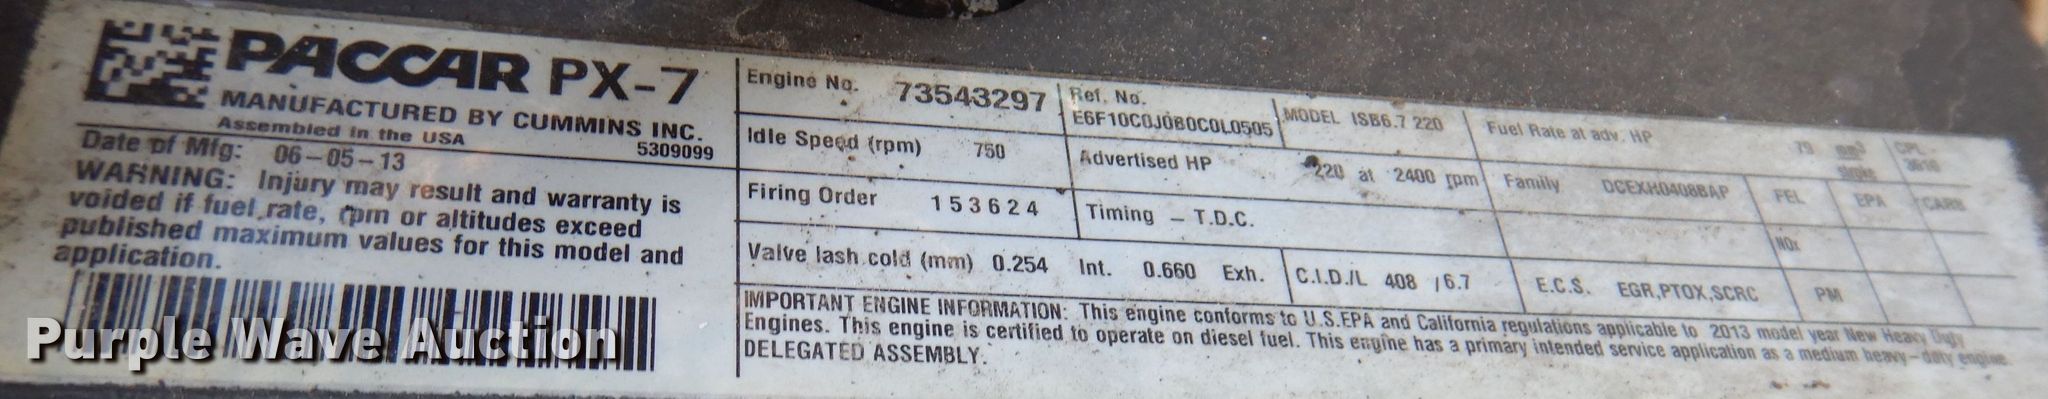 PACCAR PX-7
MANUFACTURED BY CUMMINS INC.
Assembled in the USA 5309099
Date of Mfg: 06-05-13
WARNING: Injury may result and warranty is
voided if fuel rate, rpm or altitudes exceed
published maximum values for this model and
application.
Engine No. 73543297
Ref. No.
E6F10C0J0B0C0L0505
MODEL ISB6.7 220
Fuel Rate at adv. HP 79 mm³
stroke
CPL
Idle Speed (rpm) 750
Advertised HP 220 at 2400 rpm
Family DCEXH0408BAP
FEL EPA CARB
Firing Order 153624
Timing - T.D.C.
NOx
Valve lash cold (mm) 0.254 Int. 0.660 Exh.
C.I.D./L 408 /6.7
E.C.S. EGR,PTOX,SCRC
PM
IMPORTANT ENGINE INFORMATION: This engine conforms to U.S.EPA and California regulations applicable to 2013 model year New Heavy Duty
Engines. This engine is certified to operate on diesel fuel. This engine has a primary intended service application as a medium heavy-duty engine.
DELEGATED ASSEMBLY.
Purple Wave Auction